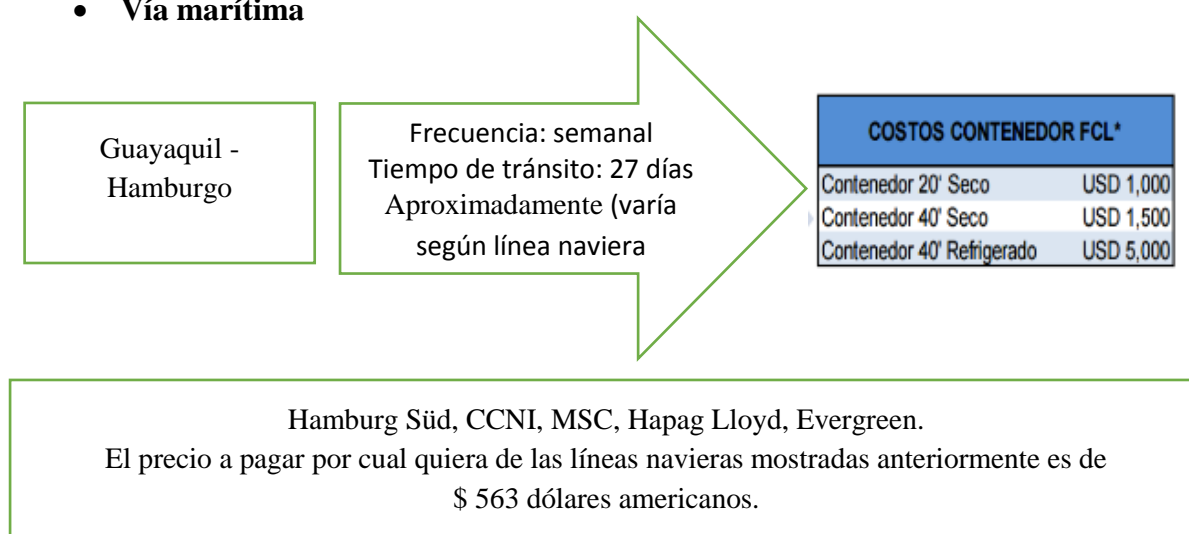 • Vía marítima
Guayaquil -
Hamburgo
Frecuencia: semanal
Tiempo de tránsito: 27 días
Aproximadamente (varía
según línea naviera
COSTOS CONTENEDOR FCL*
Contenedor 20' Seco USD 1,000
Contenedor 40' Seco USD 1,500
Contenedor 40' Refrigerado USD 5,000
Hamburg Süd, CCNI, MSC, Hapag Lloyd, Evergreen.
El precio a pagar por cual quiera de las líneas navieras mostradas anteriormente es de
$ 563 dólares americanos.